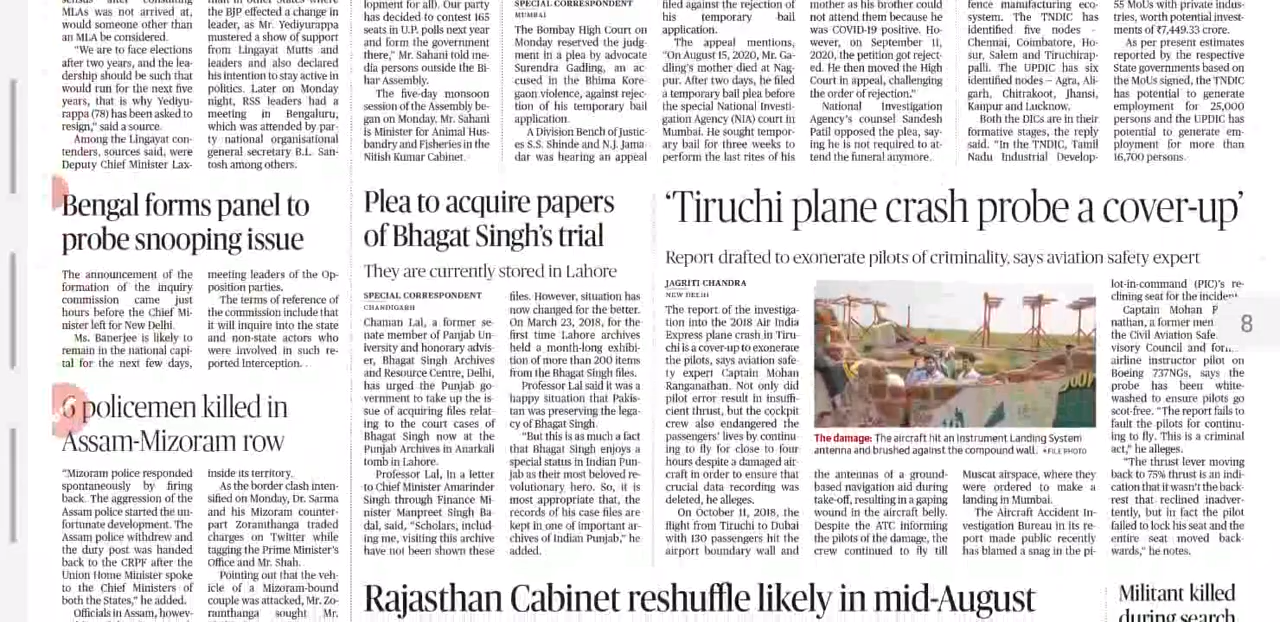 series after consulting
MLAs was not arrived at,
would someone other than
an MLA be considered.
"We are to face elections
after two years, and the lea-
dership should be such that
would run for the next five
years, that is why Yediyu-
rappa (78) has been asked to
resign," said a source.
Among the Lingayat con-
tenders, sources said, were
Deputy Chief Minister Lax-
than in other States where
the BJP effected a change in
leader, as Mr. Yediyurappa
mustered a show of support
from Lingayat Mutts and
leaders and also declared
his intention to stay active in
politics. Later on Monday
night, RSS leaders had a
meeting in Bengaluru,
which was attended by par-
ty national organisational
general secretary B.L. San-
tosh among others.
lopment for all). Our party
has decided to contest 165
seats in U.P. polls next year
and form the government
there," Mr. Sahani told me-
dia persons outside the Bi-
har Assembly.
The five-day monsoon
session of the Assembly be-
gan on Monday. Mr. Sahani
is Minister for Animal Hus-
bandry and Fisheries in the
Nitish Kumar Cabinet.
SPECIAL CORRESPONDENT
MUMBAI
The Bombay High Court on
Monday reserved the judg-
ment in a plea by advocate
Surendra Gadling, an ac-
cused in the Bhima Kore-
gaon violence, against rejec-
tion of his temporary bail
application.
A Division Bench of Justic-
es S.S. Shinde and N.J. Jama-
dar was hearing an appeal
filed against the rejection of
his temporary bail
application.
The appeal mentions,
"On August 15, 2020, Mr. Ga-
dling's mother died at Nag-
pur. After two days, he filed
a temporary bail plea before
the special National Investi-
gation Agency (NIA) court in
Mumbai. He sought tempor-
ary bail for three weeks to
perform the last rites of his
mother as his brother could
not attend them because he
was COVID-19 positive. Ho-
wever, on September 11,
2020, the petition got reject-
ed. He then moved the High
Court in appeal, challenging
the order of rejection."
National Investigation
Agency's counsel Sandesh
Patil opposed the plea, say-
ing he is not required to at-
tend the funeral anymore.
fence manufacturing eco-
system. The TNDIC has
identified five nodes –
Chennai, Coimbatore, Ho-
sur, Salem and Tiruchirap-
palli. The UPDIC has six
identified nodes – Agra, Ali-
garh, Chitrakoot, Jhansi,
Kanpur and Lucknow.
Both the DICs are in their
formative stages, the reply
said. "In the TNDIC, Tamil
Nadu Industrial Develop-
55 MoUs with private indus-
tries, worth potential invest-
ments of ₹7,449.33 crore.
As per present estimates
reported by the respective
State governments based on
the MoUs signed, the TNDIC
has potential to generate
employment for 25,000
persons and the UPDIC has
potential to generate em-
ployment for more than
16,700 persons.
Bengal forms panel to
probe snooping issue
The announcement of the
formation of the inquiry
commission came just
hours before the Chief Mi-
nister left for New Delhi.
Ms. Banerjee is likely to
remain in the national capi-
tal for the next few days,
meeting leaders of the Op-
position parties.
The terms of reference of
the commission include that
it will inquire into the state
and non-state actors who
were involved in such re-
ported interception. .
6 policemen killed in
Assam-Mizoram row
"Mizoram police responded
spontaneously by firing
back. The aggression of the
Assam police started the un-
fortunate development. The
Assam police withdrew and
the duty post was handed
back to the CRPF after the
Union Home Minister spoke
to the Chief Ministers of
both the States," he added.
Officials in Assam, howev-
inside its territory.
As the border dash inten-
sified on Monday, Dr. Sarma
and his Mizoram counter-
part Zoramthanga traded
charges on Twitter while
tagging the Prime Minister's
Office and Mr. Shah.
Pointing out that the veh-
icle of a Mizoram-bound
couple was attacked, Mr. Zo-
ramthanga sought Mr.
Plea to acquire papers
of Bhagat Singh's trial
They are currently stored in Lahore
SPECIAL CORRESPONDENT
CHANDIGARH
Chaman Lal, a former se-
nate member of Panjab Un-
iversity and honorary advis-
er, Bhagat Singh Archives
and Resource Centre, Delhi,
has urged the Punjab go-
vernment to take up the is-
sue of acquiring files relat-
ing to the court cases of
Bhagat Singh now at the
Punjab Archives in Anarkali
tomb in Lahore.
Professor Lal, in a letter
to Chief Minister Amarinder
Singh through Finance Mi-
nister Manpreet Singh Ba-
dal, said, "Scholars, includ-
ing me, visiting this archive
have not been shown these
files. However, situation has
now changed for the better.
On March 23, 2018, for the
first time Lahore archives
held a month-long exhibi-
tion of more than 200 items
from the Bhagat Singh files.
Professor Lal said it was a
happy situation that Pakis-
tan was preserving the lega-
cy of Bhagat Singh.
"But this is as much a fact
that Bhagat Singh enjoys a
special status in Indian Pun-
jab as their most beloved re-
volutionary hero. So, it is
most appropriate that, the
records of his case files are
kept in one of important ar-
chives of Indian Punjab," he
added.
'Tiruchi plane crash probe a cover-up'
Report drafted to exonerate pilots of criminality, says aviation safety expert
JAGRITI CHANDRA
NEW DELHI
The report of the investiga-
tion into the 2018 Air India
Express plane crash in Tiru-
chi is a cover-up to exonerate
the pilots, says aviation safe-
ty expert Captain Mohan
Ranganathan. Not only did
pilot error result in insuffi-
cient thrust, but the cockpit
crew also endangered the
passengers' lives by continu-
ing to fly for close to four
hours despite a damaged air-
craft in order to ensure that
crucial data recording was
deleted, he alleges.
On October 11, 2018, the
flight from Tiruchi to Dubai
with 130 passengers hit the
airport boundary wall and
The damage: The aircraft hit an Instrument Landing System
antenna and brushed against the compound wall. •FILE PHOTO
the antennas of a ground-
based navigation aid during
take-off, resulting in a gaping
wound in the aircraft belly.
Despite the ATC informing
the pilots of the damage, the
crew continued to fly till
Muscat airspace, where they
were ordered to make a
landing in Mumbai.
The Aircraft Accident In-
vestigation Bureau in its re-
port made public recently
has blamed a snag in the pi-
lot-in-command (PIC)'s re-
clining seat for the incident.
Captain Mohan
nathan, a former mem
the Civil Aviation Safe
visory Council and
airline instructor pilot on
Boeing 737NGs, says the
probe has been white-
washed to ensure pilots go
scot-free. "The report fails to
fault the pilots for continu-
ing to fly. This is a criminal
act," he alleges.
"The thrust lever moving
back to 75% thrust is an indi-
cation that it wasn't the back-
rest that reclined inadver-
tently, but in fact the pilot
failed to lock his seat and the
entire seat moved back-
wards," he notes.
8
Rajasthan Cabinet reshuffle likely in mid-August
Militant killed
during search